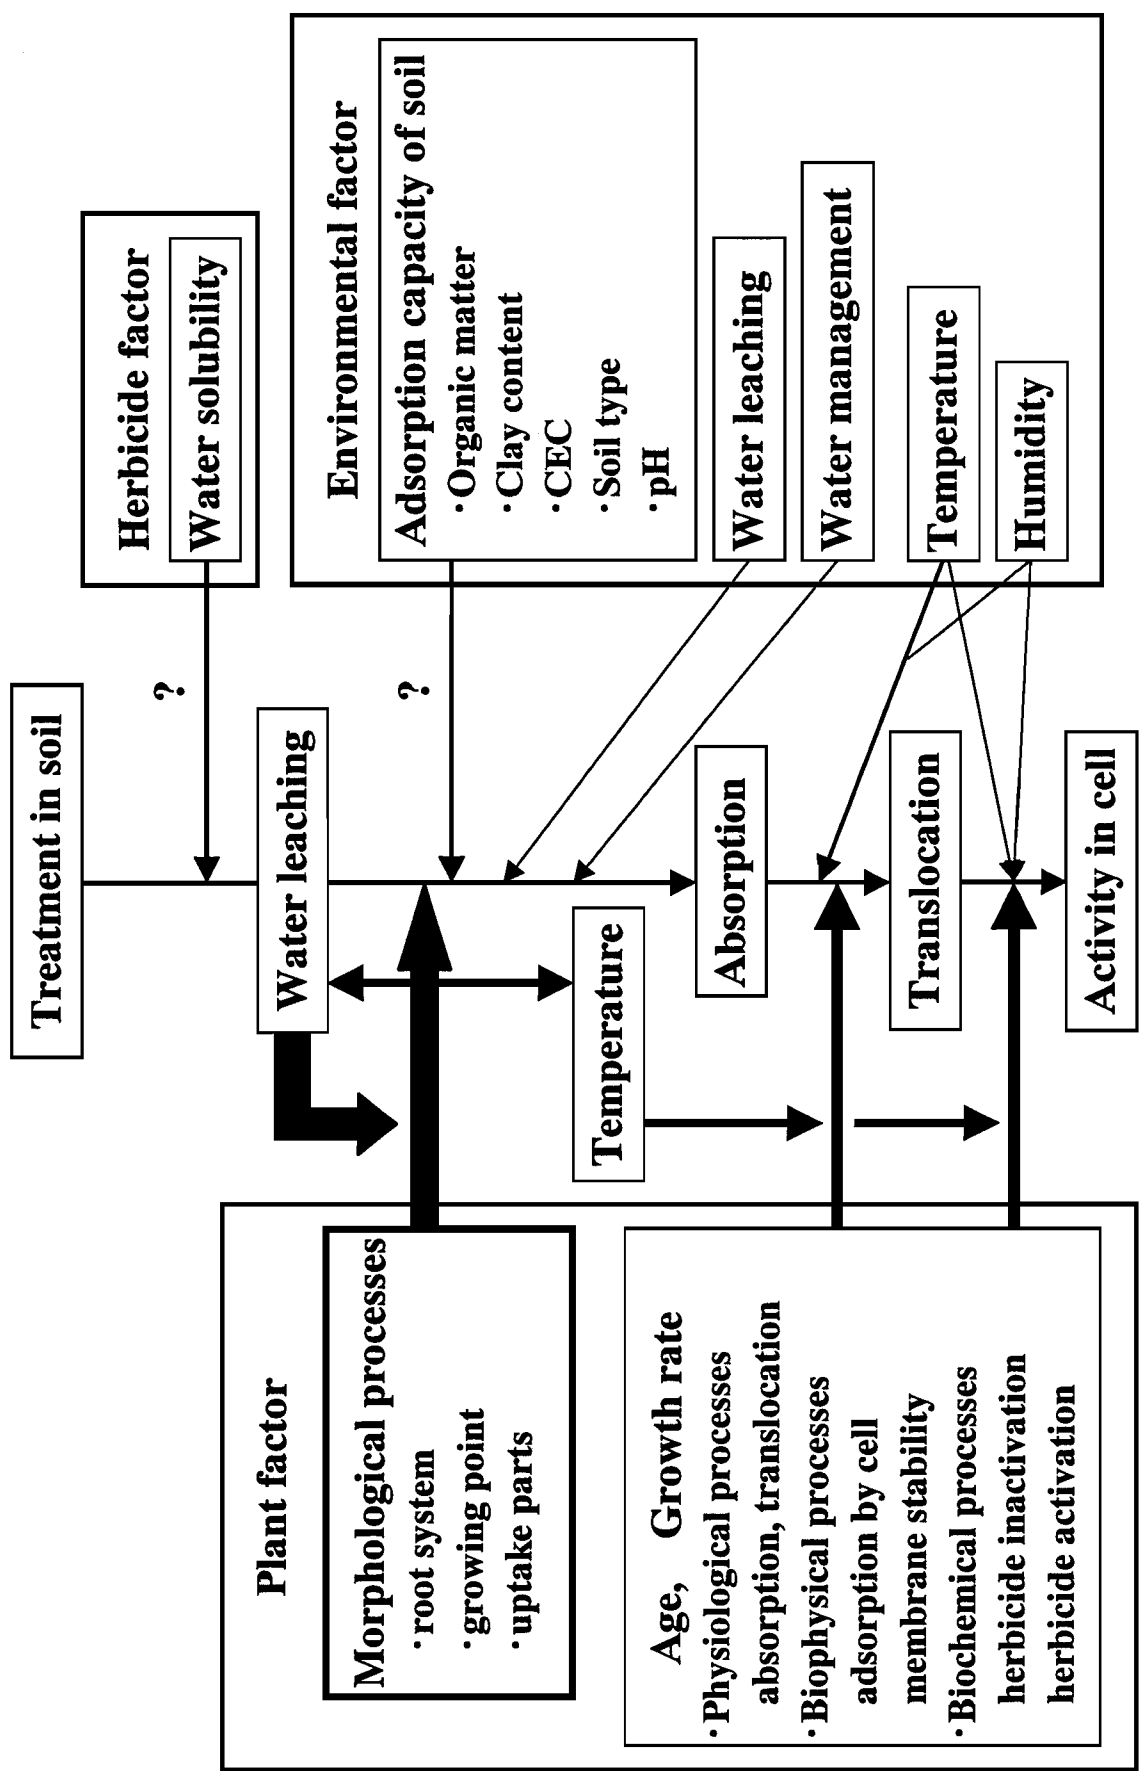 Treatment in soil
Herbicide factor
Water solubility
?
Water leaching
Environmental factor
Adsorption capacity of soil
·Organic matter
·Clay content
·CEC
·Soil type
·pH
?
Water leaching
Water management
Temperature
Humidity
Plant factor
Morphological processes
·root system
·growing point
·uptake parts
Temperature
Absorption
Age, Growth rate
·Physiological processes
absorption, translocation
·Biophysical processes
adsorption by cell
membrane stability
·Biochemical processes
herbicide inactivation
herbicide activation
Translocation
Activity in cell